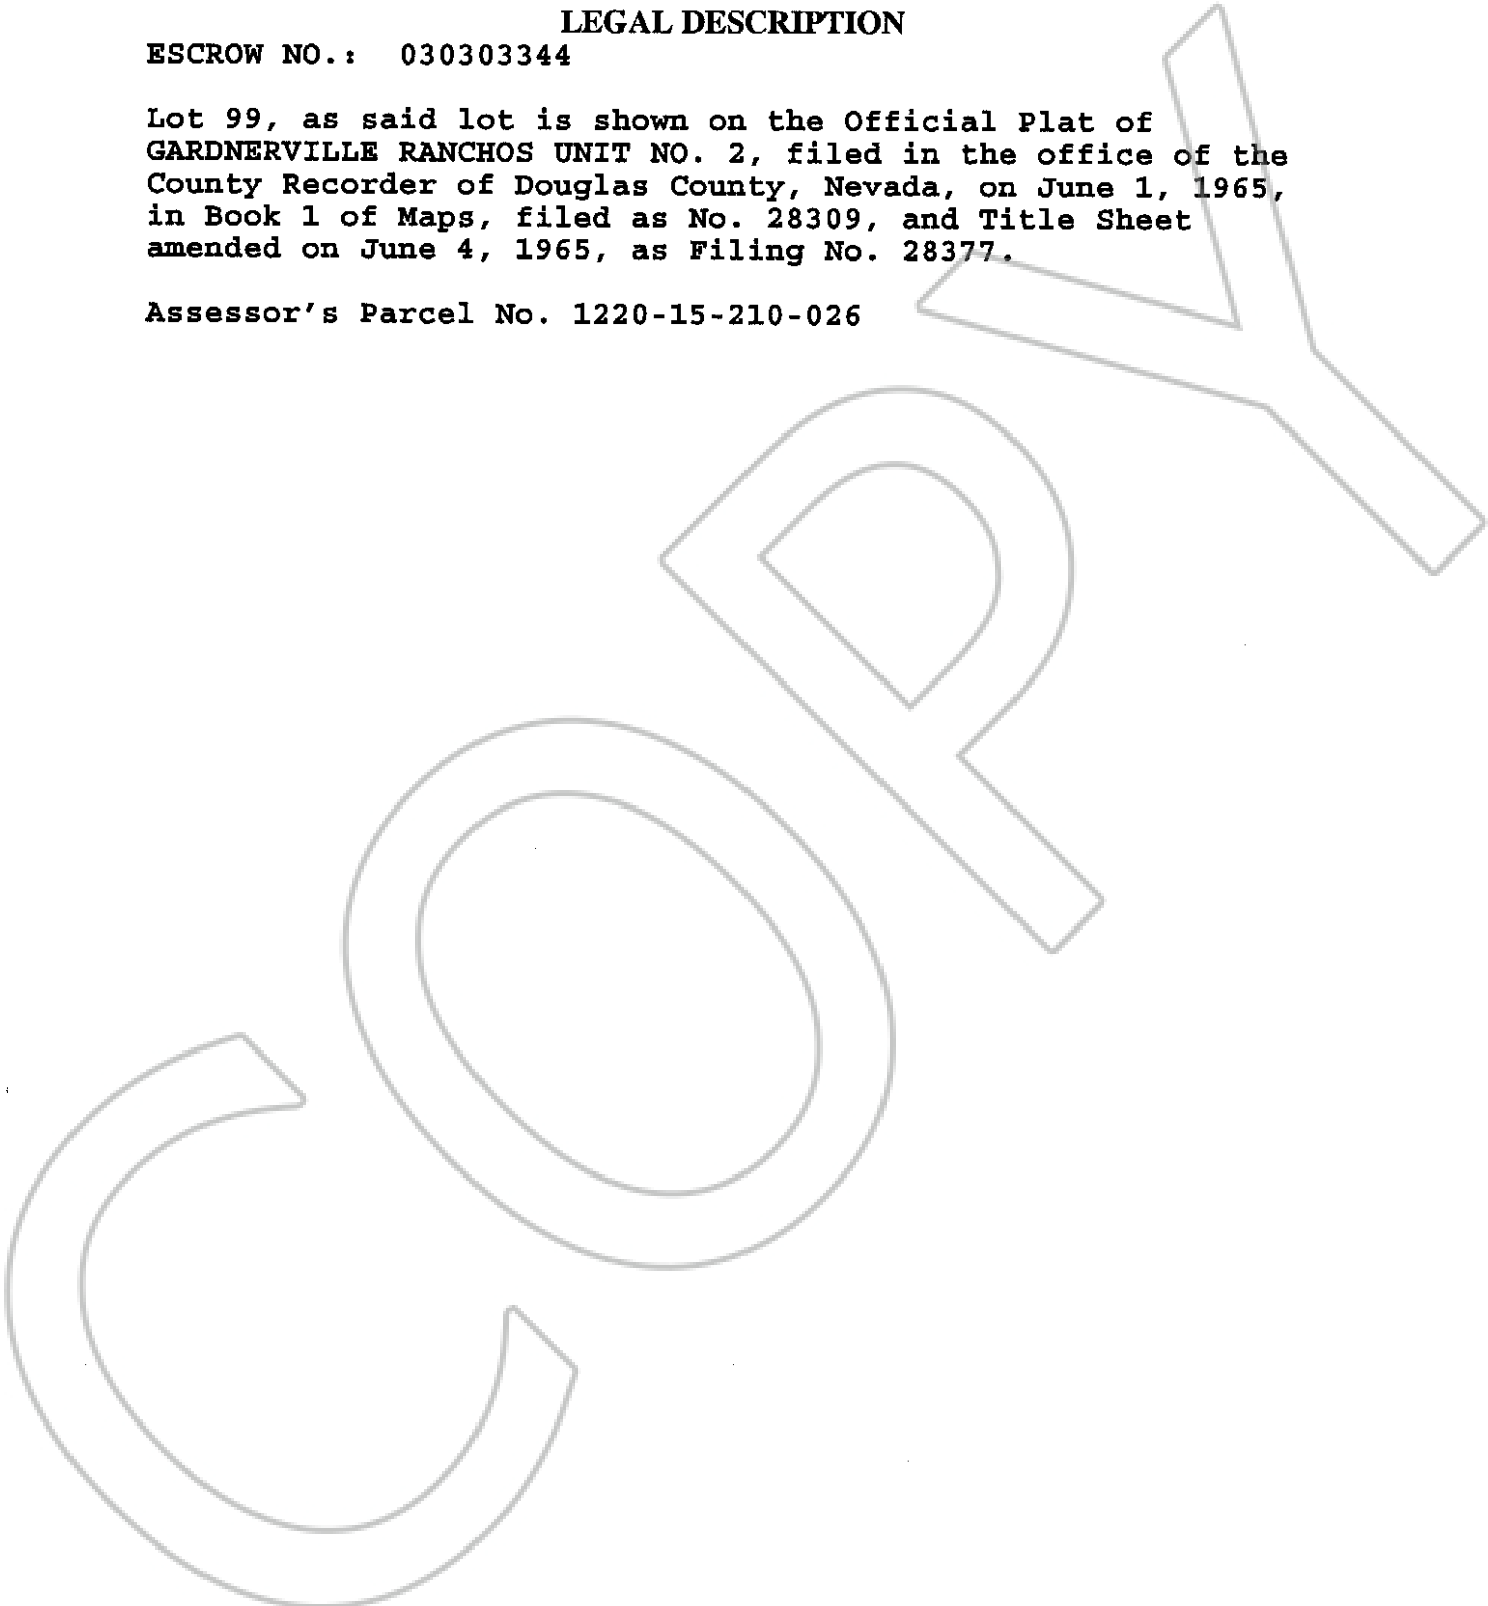 LEGAL DESCRIPTION
ESCROW NO.: 030303344
Lot 99, as said lot is shown on the Official Plat of
GARDNERVILLE RANCHOS UNIT NO. 2, filed in the office of the
County Recorder of Douglas County, Nevada, on June 1, 1965,
in Book 1 of Maps, filed as No. 28309, and Title Sheet
amended on June 4, 1965, as Filing No. 28377.
Assessor's Parcel No. 1220-15-210-026
COPY